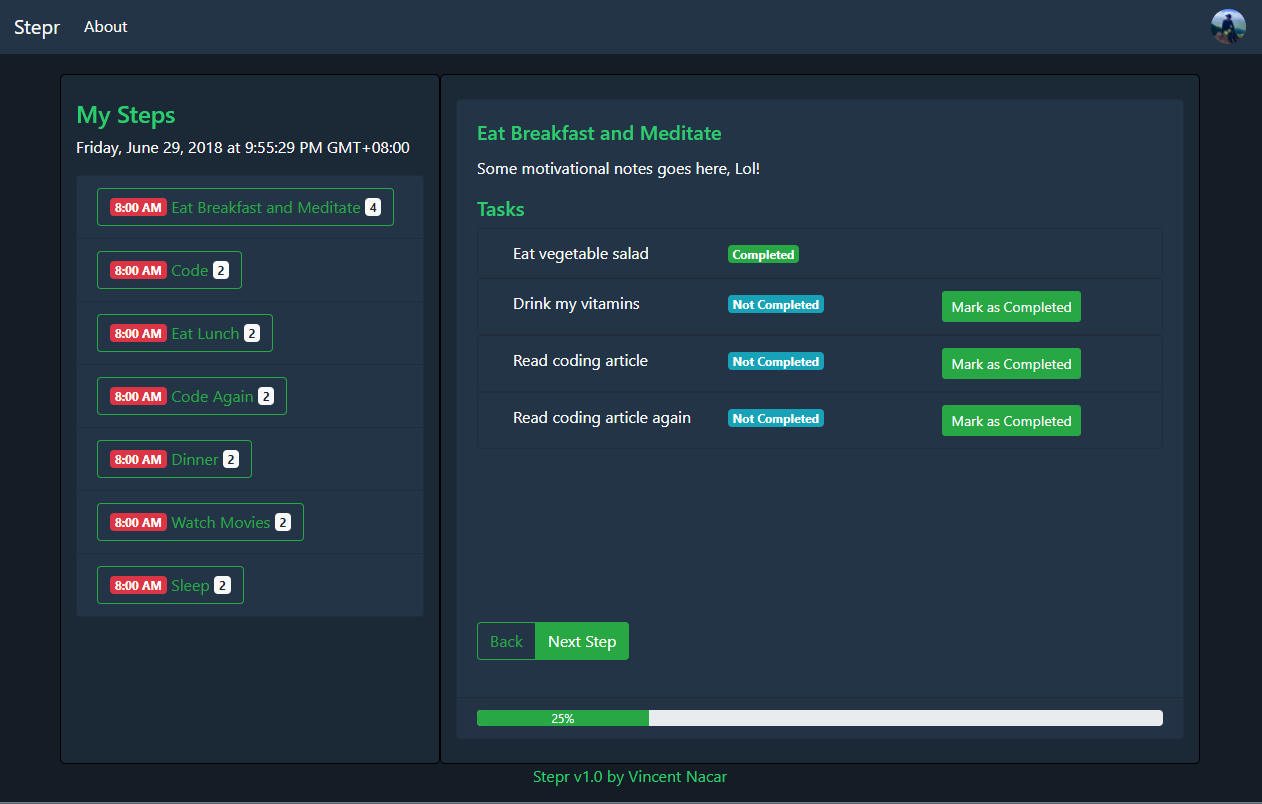 Stepr About
My Steps
Friday, June 29, 2018 at 9:55:29 PM GMT+08:00
8:00 AM Eat Breakfast and Meditate 4
8:00 AM Code 2
8:00 AM Eat Lunch 2
8:00 AM Code Again 2
8:00 AM Dinner 2
8:00 AM Watch Movies 2
8:00 AM Sleep 2
Eat Breakfast and Meditate
Some motivational notes goes here, Lol!
Tasks
Eat vegetable salad Completed
Drink my vitamins Not Completed Mark as Completed
Read coding article Not Completed Mark as Completed
Read coding article again Not Completed Mark as Completed
Back Next Step
25%
Stepr v1.0 by Vincent Nacar